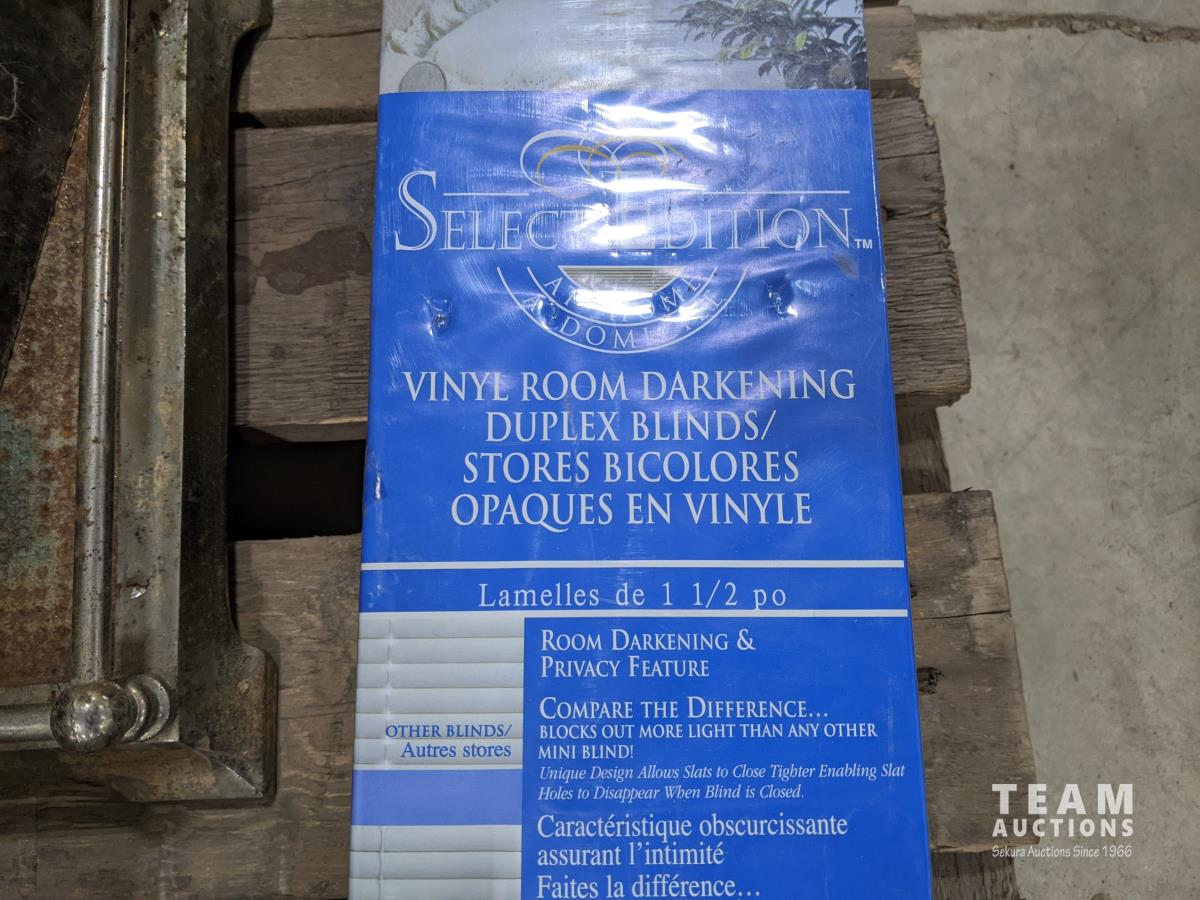 SELECT EDITION™
VINYL ROOM DARKENING
DUPLEX BLINDS/
STORES BICOLORES
OPAQUES EN VINYLE
Lamelles de 1 1/2 po
ROOM DARKENING &
PRIVACY FEATURE
COMPARE THE DIFFERENCE...
BLOCKS OUT MORE LIGHT THAN ANY OTHER
MINI BLIND!
Unique Design Allows Slats to Close Tighter Enabling Slat
Holes to Disappear When Blind is Closed.
OTHER BLINDS/
Autres stores
Caractéristique obscurcissante
assurant l'intimité
Faites la différence...
TEAM
AUCTIONS
Sekura Auctions Since 1966